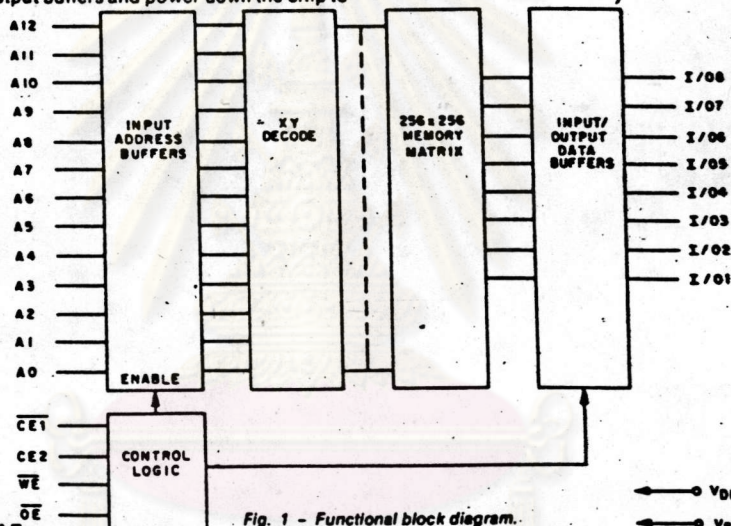 put buffers and power down the chip to
A12
A11
A10
A9
A8
A7
A6
A5
A4
A3
A2
A1
A0
INPUT
ADDRESS
BUFFERS
ENABLE
XY
DECODE
256 x 256
MEMORY
MATRIX
INPUT/
OUTPUT
DATA
BUFFERS
I/O8
I/O7
I/O6
I/O5
I/O4
I/O3
I/O2
I/O1
CE1
CE2
WE
OE
CONTROL
LOGIC
Fig. 1 - Functional block diagram.